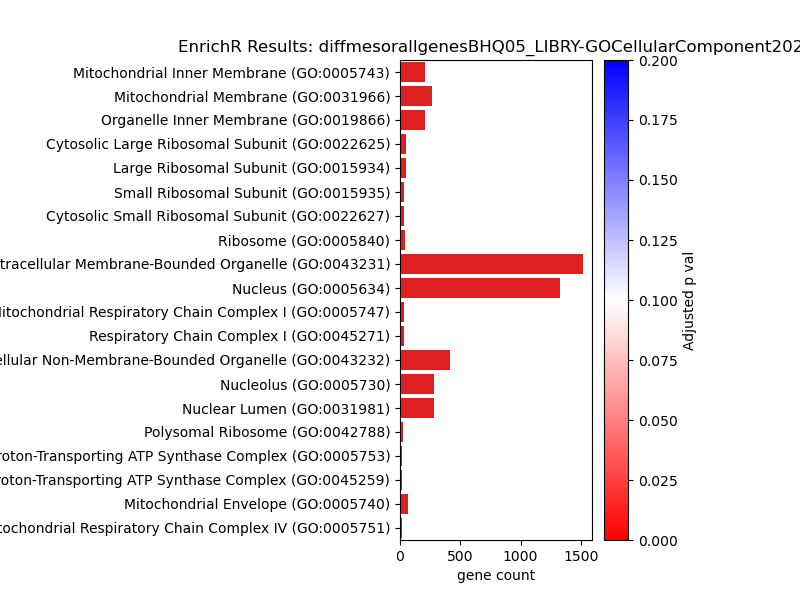 EnrichR Results: diffmesorallgenesBHQ05_LIBRY-GOCellularComponent202
Mitochondrial Inner Membrane (GO:0005743)
Mitochondrial Membrane (GO:0031966)
Organelle Inner Membrane (GO:0019866)
Cytosolic Large Ribosomal Subunit (GO:0022625)
Large Ribosomal Subunit (GO:0015934)
Small Ribosomal Subunit (GO:0015935)
Cytosolic Small Ribosomal Subunit (GO:0022627)
Ribosome (GO:0005840)
tracellular Membrane-Bounded Organelle (GO:0043231)
Nucleus (GO:0005634)
Mitochondrial Respiratory Chain Complex I (GO:0005747)
Respiratory Chain Complex I (GO:0045271)
ellular Non-Membrane-Bounded Organelle (GO:0043232)
Nucleolus (GO:0005730)
Nuclear Lumen (GO:0031981)
Polysomal Ribosome (GO:0042788)
roton-Transporting ATP Synthase Complex (GO:0005753)
roton-Transporting ATP Synthase Complex (GO:0045259)
Mitochondrial Envelope (GO:0005740)
tochondrial Respiratory Chain Complex IV (GO:0005751)
0 500 1000 1500
gene count
0.200
0.175
0.150
0.125
0.100
0.075
0.050
0.025
0.000
Adjusted p val